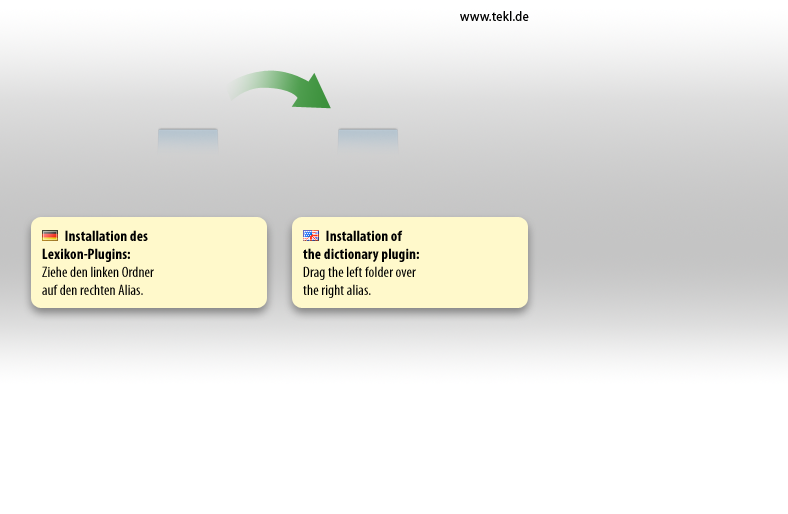 www.tekl.de
Installation des
Lexikon-Plugins:
Ziehe den linken Ordner
auf den rechten Alias.
Installation of
the dictionary plugin:
Drag the left folder over
the right alias.